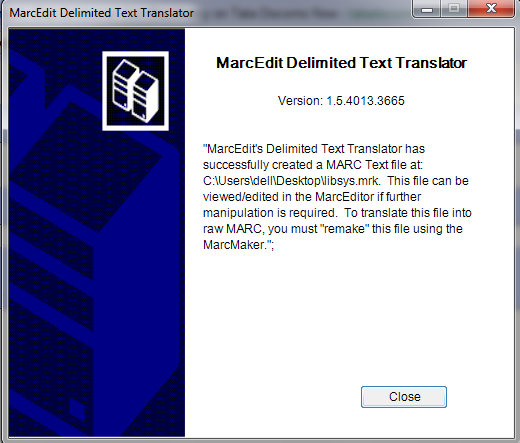 MarcEdit Delimited Text Translator
MarcEdit Delimited Text Translator
Version: 1.5.4013.3665
"MarcEdit's Delimited Text Translator has
successfully created a MARC Text file at:
C:\Users\dell\Desktop\libsys.mrk.  This file can be
viewed/edited in the MarcEditor if further
manipulation is required.  To translate this file into
raw MARC, you must "remake" this file using the
MarcMaker.";
Close